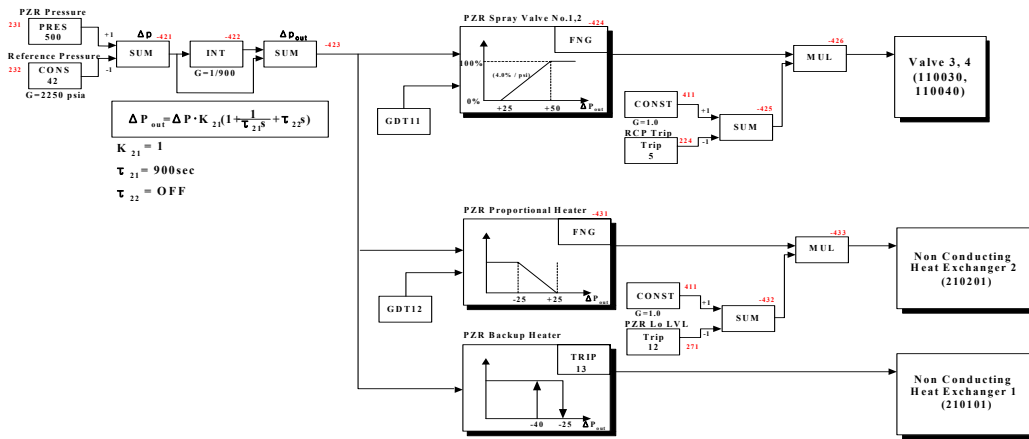 PZR Pressure
231
PRES
500
+1
Reference Pressure
232
CONS
42
-1
G=2250 psia
Δp
-421
SUM
-422
INT
G=1/900
ΔPout
SUM
-423
ΔPout=ΔP·K21(1+1/τ21s+τ22s)
K21 = 1
τ21 = 900sec
τ22 = OFF
PZR Spray Valve No.1,2
-424
FNG
100%
(4.0% / psi)
0%
+25
+50
ΔPout
GDT11
411
CONST
G=1.0
+1
RCP Trip
224
Trip
5
-1
-425
SUM
-426
MUL
Valve 3, 4
(110030,
110040)
PZR Proportional Heater
-431
FNG
-25
+25
ΔPout
GDT12
411
CONST
G=1.0
+1
PZR Lo LVL
Trip
12
271
-1
-432
SUM
-433
MUL
Non Conducting
Heat Exchanger 2
(210201)
PZR Backup Heater
TRIP
13
-40
-25
ΔPout
Non Conducting
Heat Exchanger 1
(210101)